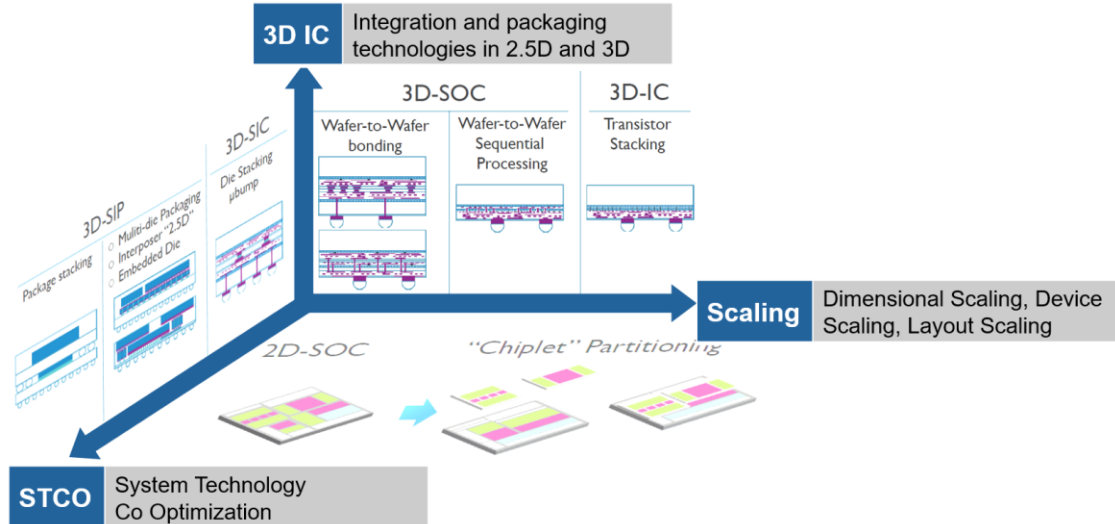 3D IC
Integration and packaging
technologies in 2.5D and 3D
3D-SOC
3D-IC
Wafer-to-Wafer
bonding
Wafer-to-Wafer
Sequential
Processing
Transistor
Stacking
3D-SIC
Die Stacking
µbump
3D-SIP
Package stacking
○ Muliti-die Packaging
○ Interposer "2.5D"
○ Embedded Die
Scaling
Dimensional Scaling, Device
Scaling, Layout Scaling
2D-SOC
"Chiplet" Partitioning
STCO
System Technology
Co Optimization